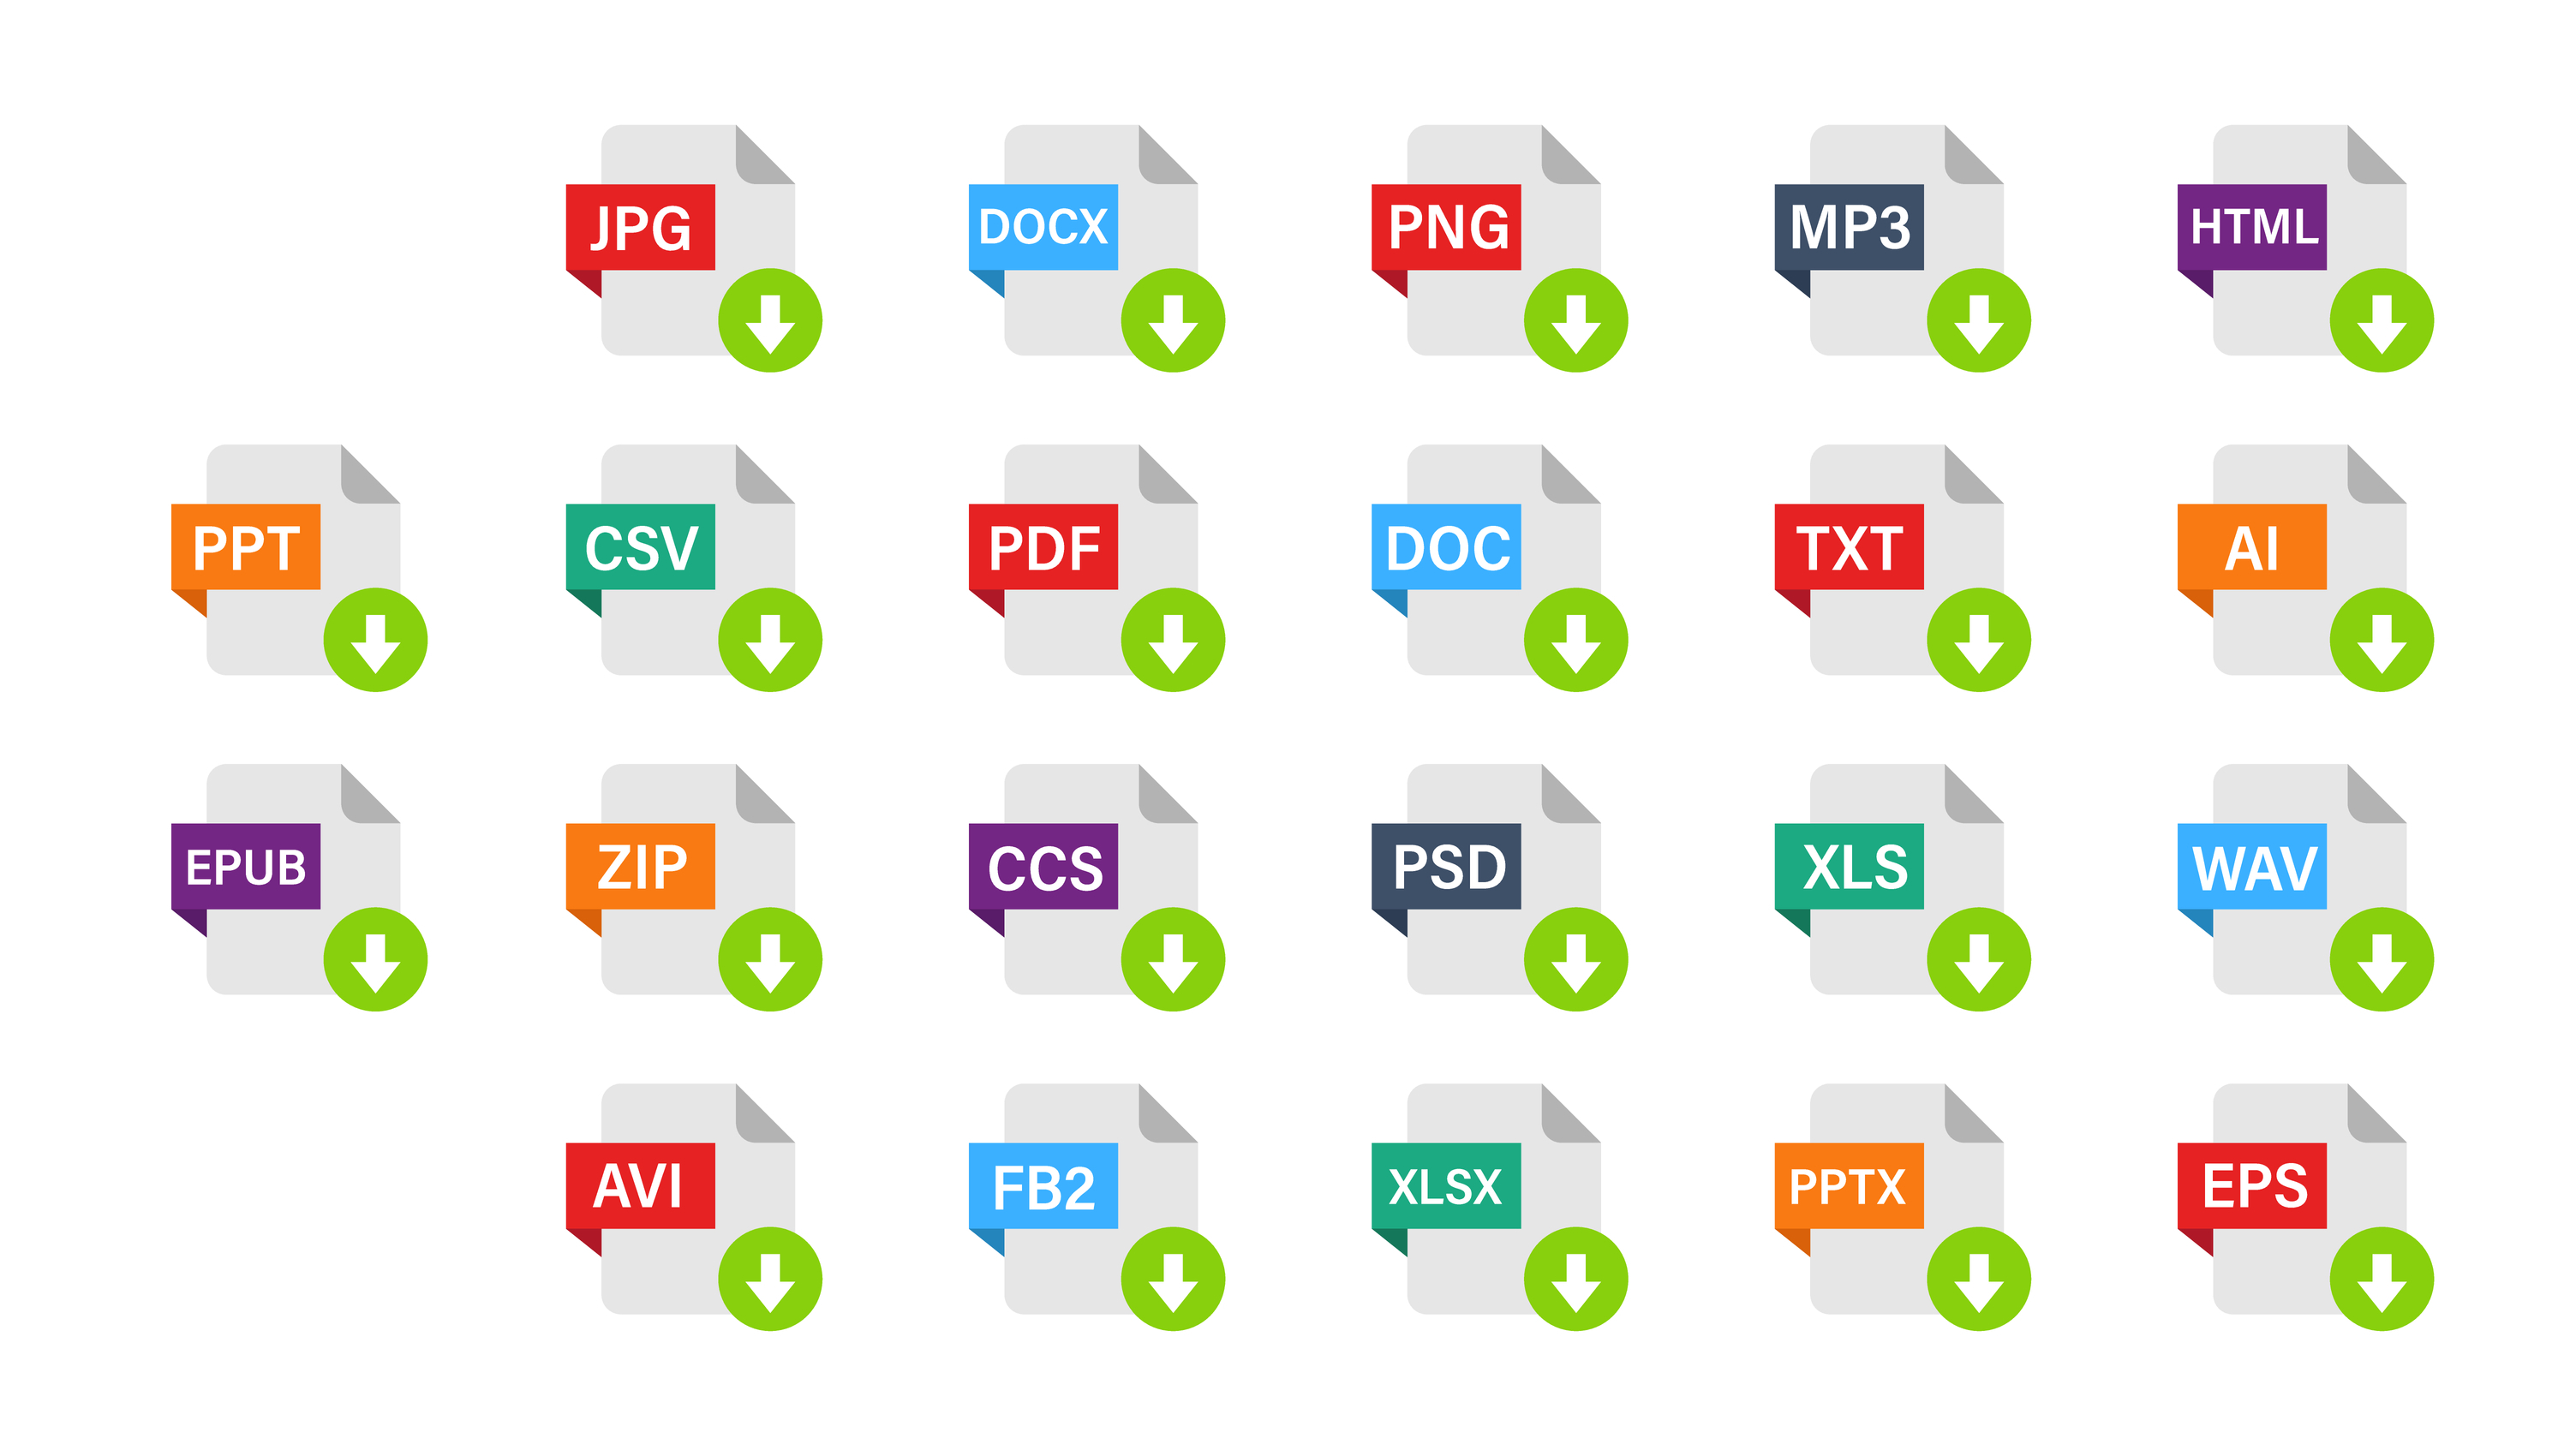 JPG
DOCX
PNG
MP3
HTML
PPT
CSV
PDF
DOC
TXT
AI
EPUB
ZIP
CCS
PSD
XLS
WAV
AVI
FB2
XLSX
PPTX
EPS